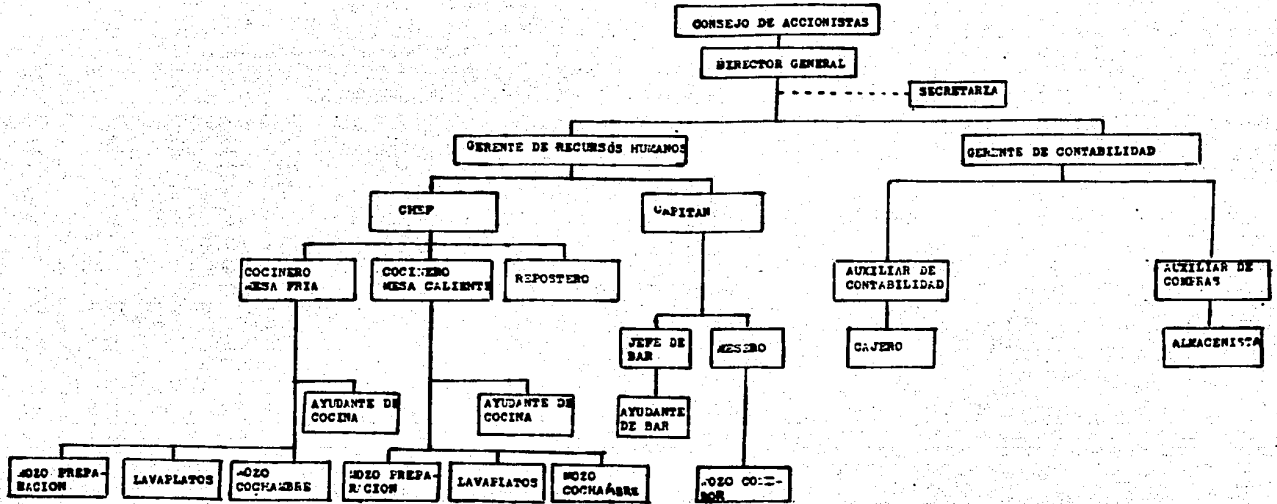 CONSEJO DE ACCIONISTAS
DIRECTOR GENERAL
SECRETARIA
GERENTE DE RECURSOS HUMANOS
GERENTE DE CONTABILIDAD
CHEF
CAPITAN
COCINERO
MESA FRIA
COCINERO
MESA CALIENTE
REPOSTERO
AUXILIAR DE
CONTABILIDAD
AUXILIAR DE
COMPRAS
JEFE DE
BAR
MESERO
CAJERO
ALMACENISTA
AYUDANTE DE
COCINA
AYUDANTE DE
COCINA
AYUDANTE
DE BAR
MOZO PREPA-
RACION
LAVAPLATOS
MOZO
COCHAMBRE
MOZO PREPA-
RACION
LAVAPLATOS
MOZO
COCHAMBRE
MOZO COME-
DOR